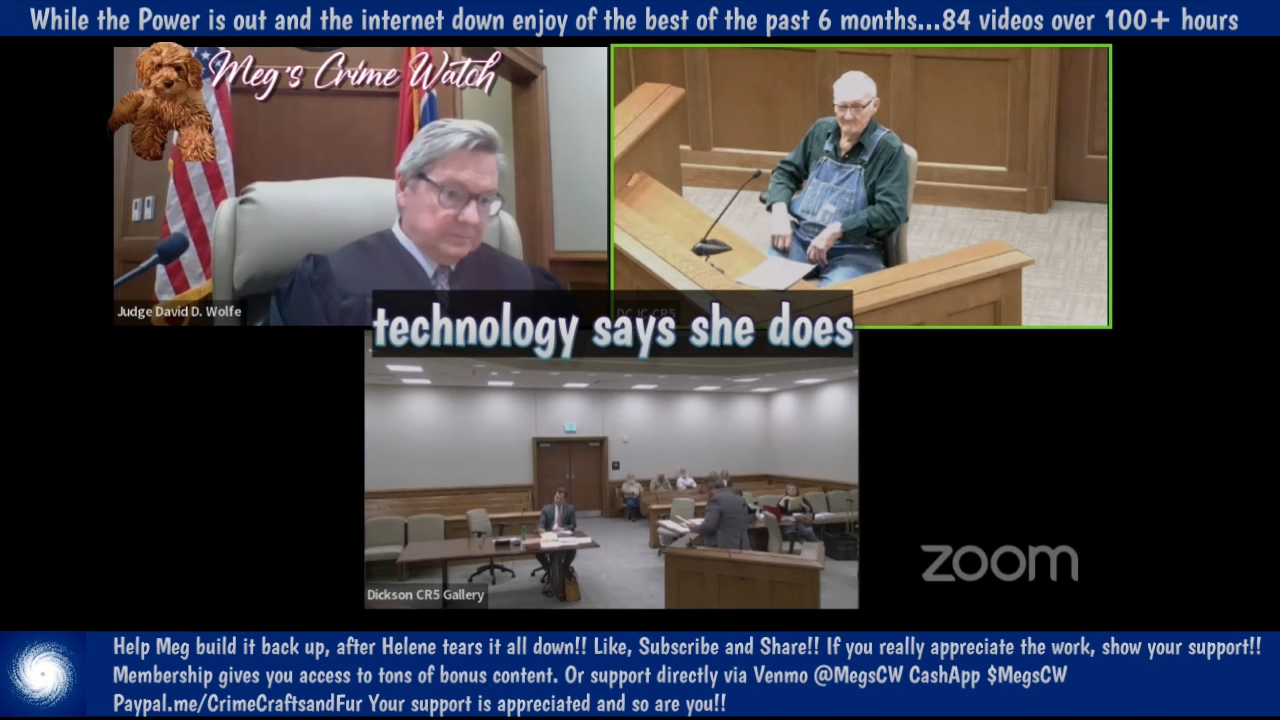 While the Power is out and the internet down enjoy of the best of the past 6 months...84 videos over 100+ hours
Meg's Crime Watch
Judge David D. Wolfe
DC JC CR5
technology says she does
Dickson CR5 Gallery
zoom
Help Meg build it back up, after Helene tears it all down!! Like, Subscribe and Share!! If you really appreciate the work, show your support!!
Membership gives you access to tons of bonus content. Or support directly via Venmo @MegsCW CashApp $MegsCW
Paypal.me/CrimeCraftsandFur Your support is appreciated and so are you!!